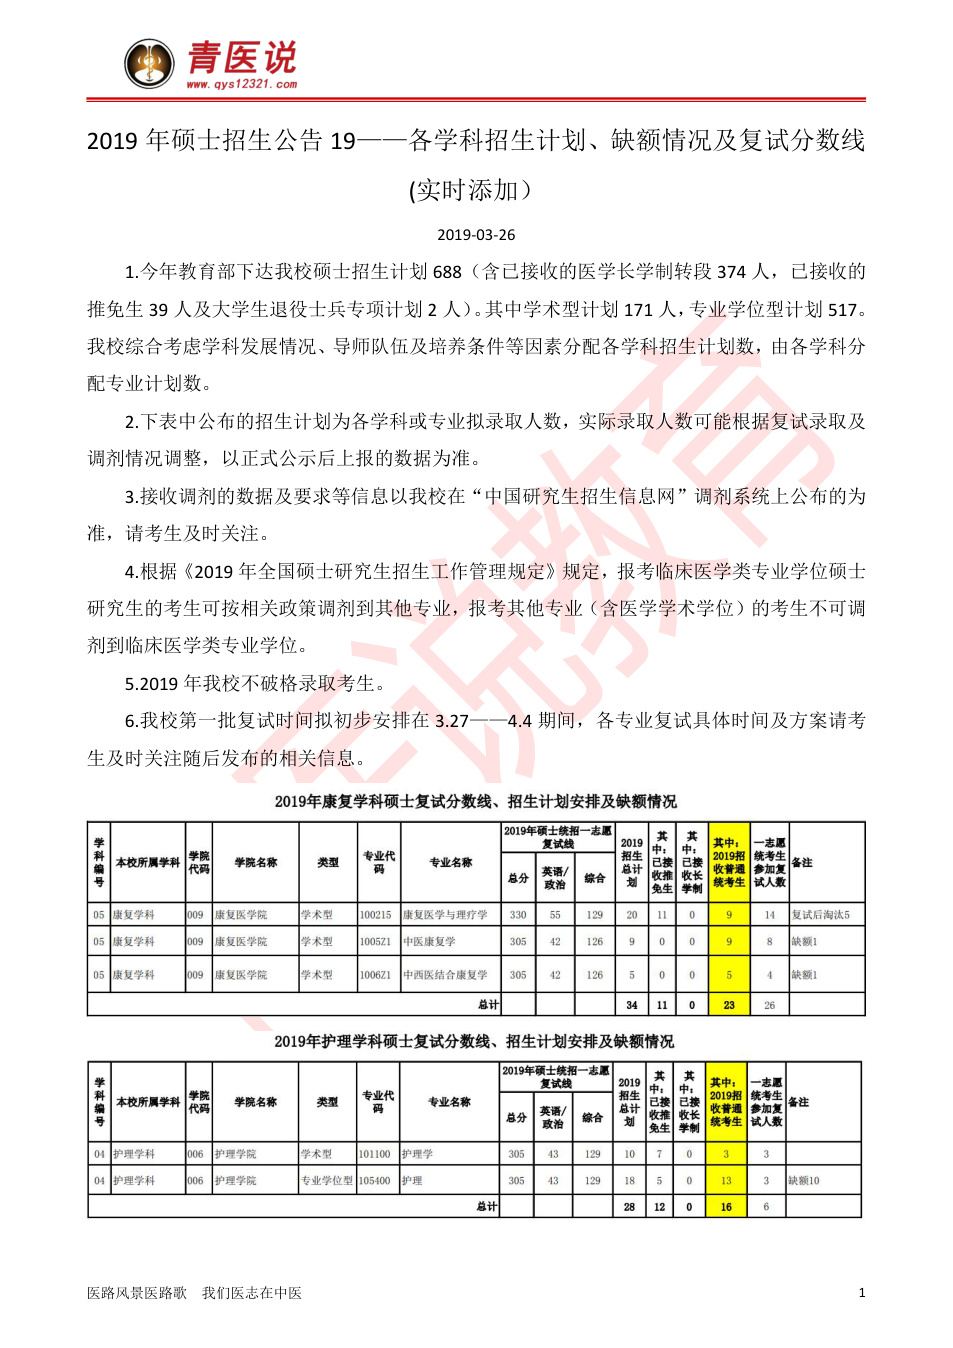 青医说
www.qys12321.com
2019 年硕士招生公告 19——各学科招生计划、缺额情况及复试分数线
(实时添加）
2019-03-26
1.今年教育部下达我校硕士招生计划 688（含已接收的医学长学制转段 374 人，已接收的
推免生 39 人及大学生退役士兵专项计划 2 人）。其中学术型计划 171 人，专业学位型计划 517。
我校综合考虑学科发展情况、导师队伍及培养条件等因素分配各学科招生计划数，由各学科分
配专业计划数。
2.下表中公布的招生计划为各学科或专业拟录取人数，实际录取人数可能根据复试录取及
调剂情况调整，以正式公示后上报的数据为准。
3.接收调剂的数据及要求等信息以我校在“中国研究生招生信息网”调剂系统上公布的为
准，请考生及时关注。
4.根据《2019 年全国硕士研究生招生工作管理规定》规定，报考临床医学类专业学位硕士
研究生的考生可按相关政策调剂到其他专业，报考其他专业（含医学学术学位）的考生不可调
剂到临床医学类专业学位。
5.2019 年我校不破格录取考生。
6.我校第一批复试时间拟初步安排在 3.27——4.4 期间，各专业复试具体时间及方案请考
生及时关注随后发布的相关信息。
2019年康复学科硕士复试分数线、招生计划安排及缺额情况
学科编号 本校所属学科 学院代码 学院名称 类型 专业代码 专业名称 2019年硕士统招一志愿复试线 总分 英语/政治 综合 2019招生总计划 其中：已接收推免生 其中：已接收长学制 其中：2019招收普通统考生 一志愿统考生参加复试人数 备注
05 康复学科 009 康复医学院 学术型 100215 康复医学与理疗学 330 55 129 20 11 0 9 14 复试后淘汰5
05 康复学科 009 康复医学院 学术型 1005Z1 中医康复学 305 42 126 9 0 0 9 8 缺额1
05 康复学科 009 康复医学院 学术型 1006Z1 中西医结合康复学 305 42 126 5 0 0 5 4 缺额1
总计 34 11 0 23 26
2019年护理学科硕士复试分数线、招生计划安排及缺额情况
学科编号 本校所属学科 学院代码 学院名称 类型 专业代码 专业名称 2019年硕士统招一志愿复试线 总分 英语/政治 综合 2019招生总计划 其中：已接收推免生 其中：已接收长学制 其中：2019招收普通统考生 一志愿统考生参加复试人数 备注
04 护理学科 006 护理学院 学术型 101100 护理学 305 43 129 10 7 0 3 3
04 护理学科 006 护理学院 专业学位型 105400 护理 305 43 129 18 5 0 13 3 缺额10
总计 28 12 0 16 6
医路风景医路歌 我们医志在中医 1
说教育